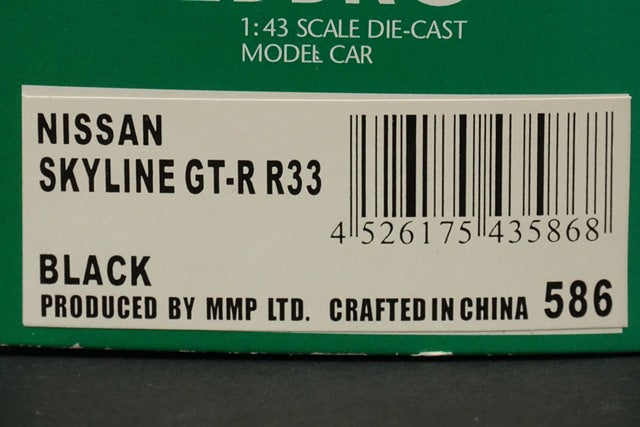 1:43 SCALE DIE-CAST
MODEL CAR
NISSAN
SKYLINE GT-R R33
4 526175 435868
BLACK
PRODUCED BY MMP LTD. CRAFTED IN CHINA 586